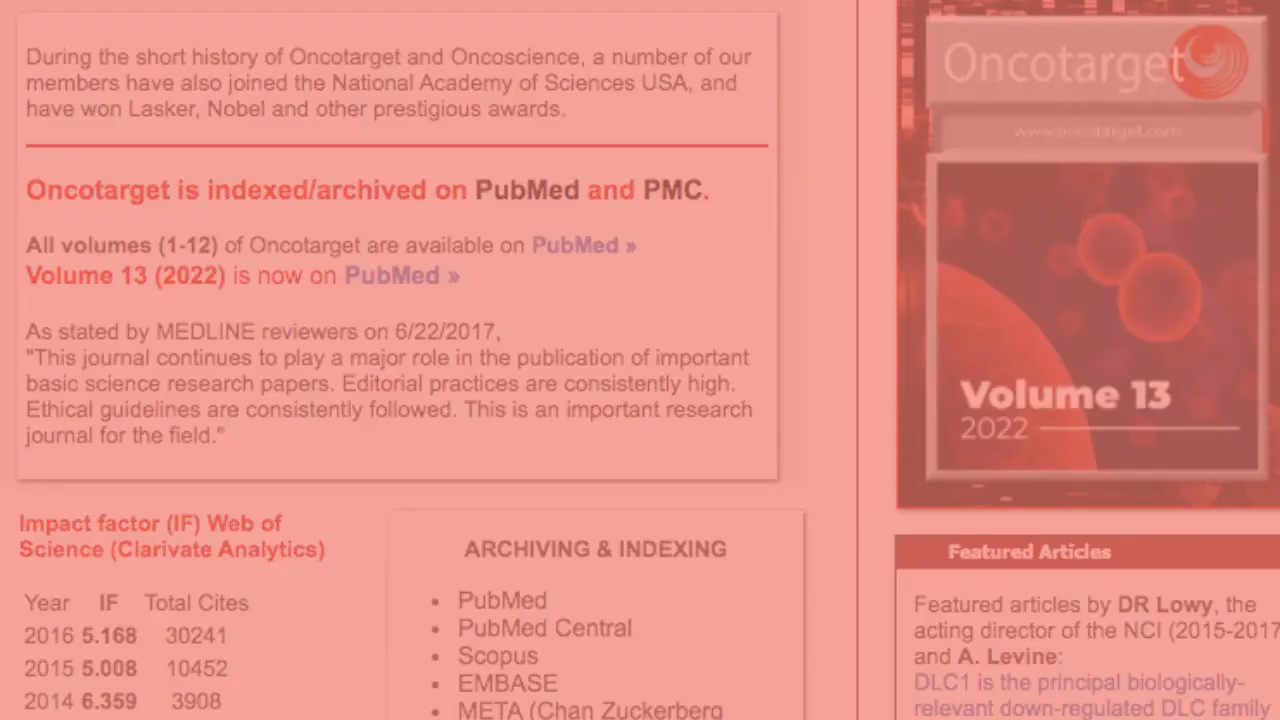 During the short history of Oncotarget and Oncoscience, a number of our
members have also joined the National Academy of Sciences USA, and
have won Lasker, Nobel and other prestigious awards.
Oncotarget is indexed/archived on PubMed and PMC.
All volumes (1-12) of Oncotarget are available on PubMed »
Volume 13 (2022) is now on PubMed »
As stated by MEDLINE reviewers on 6/22/2017,
"This journal continues to play a major role in the publication of important
basic science research papers. Editorial practices are consistently high.
Ethical guidelines are consistently followed. This is an important research
journal for the field."
Impact factor (IF) Web of
Science (Clarivate Analytics)
Year IF Total Cites
2016 5.168 30241
2015 5.008 10452
2014 6.359 3908
ARCHIVING & INDEXING
• PubMed
• PubMed Central
• Scopus
• EMBASE
• META (Chan Zuckerberg
Oncotarget
www.oncotarget.com
Volume 13
2022
Featured Articles
Featured articles by DR Lowy, the
acting director of the NCI (2015-2017
and A. Levine:
DLC1 is the principal biologically-
relevant down-regulated DLC family